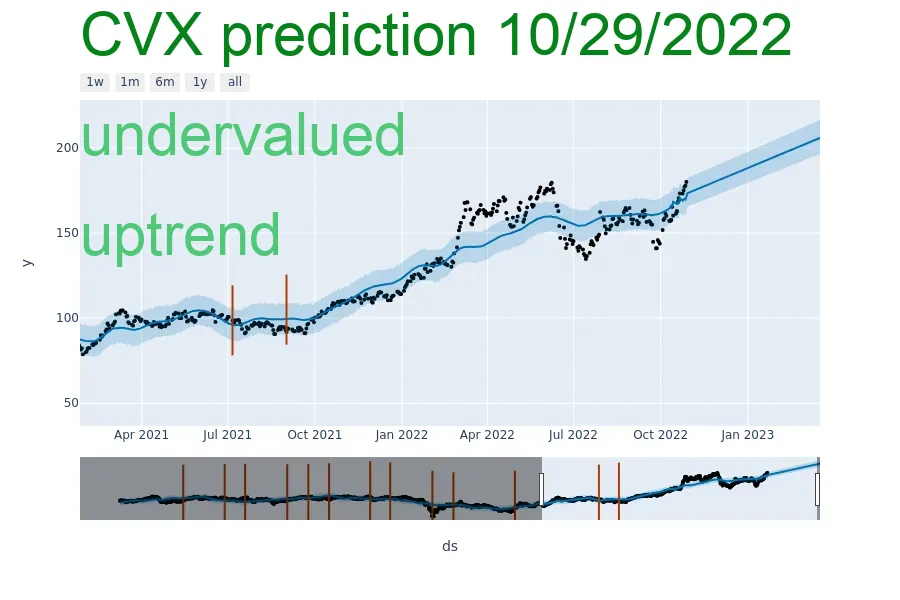 CVX prediction 10/29/2022
1w 1m 6m 1y all
undervalued
uptrend
200
150
100
50
y
Apr 2021 Jul 2021 Oct 2021 Jan 2022 Apr 2022 Jul 2022 Oct 2022 Jan 2023
ds